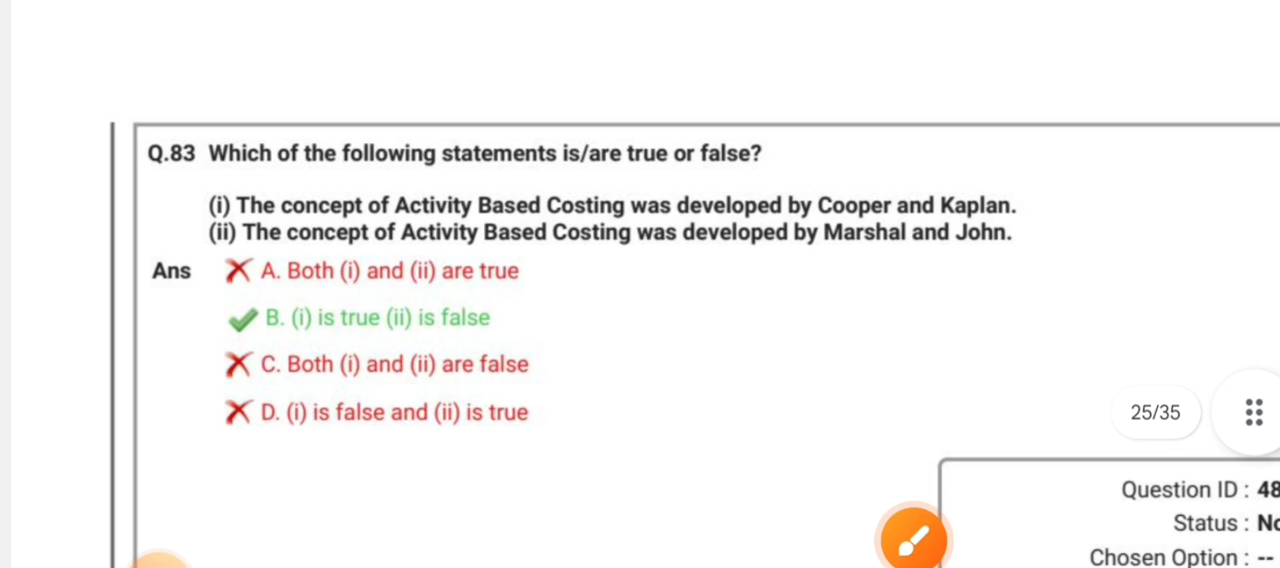 Q.83 Which of the following statements is/are true or false?
(i) The concept of Activity Based Costing was developed by Cooper and Kaplan.
(ii) The concept of Activity Based Costing was developed by Marshal and John.
Ans A. Both (i) and (ii) are true
B. (i) is true (ii) is false
C. Both (i) and (ii) are false
D. (i) is false and (ii) is true
25/35
Question ID : 48
Status :
Chosen Option : --